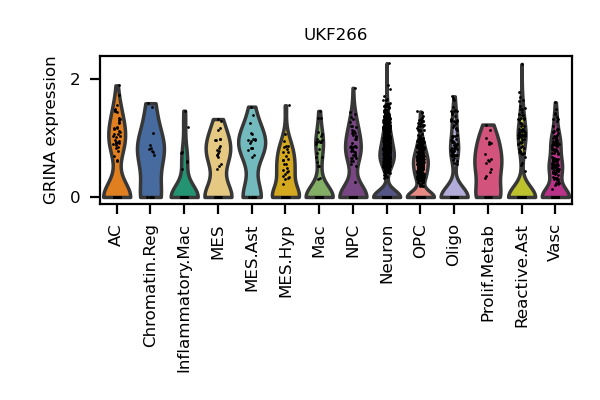 UKF266
GRINA expression
2
0
AC
Chromatin.Reg
Inflammatory.Mac
MES
MES.Ast
MES.Hyp
Mac
NPC
Neuron
OPC
Oligo
Prolif.Metab
Reactive.Ast
Vasc